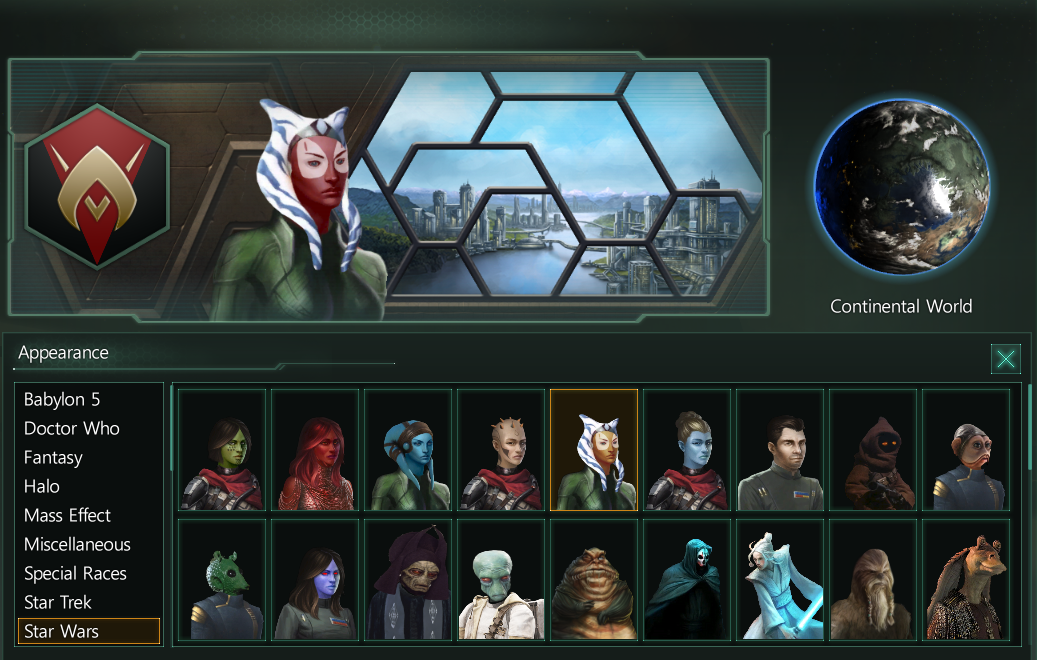 Continental World
Appearance
Babylon 5
Doctor Who
Fantasy
Halo
Mass Effect
Miscellaneous
Special Races
Star Trek
Star Wars